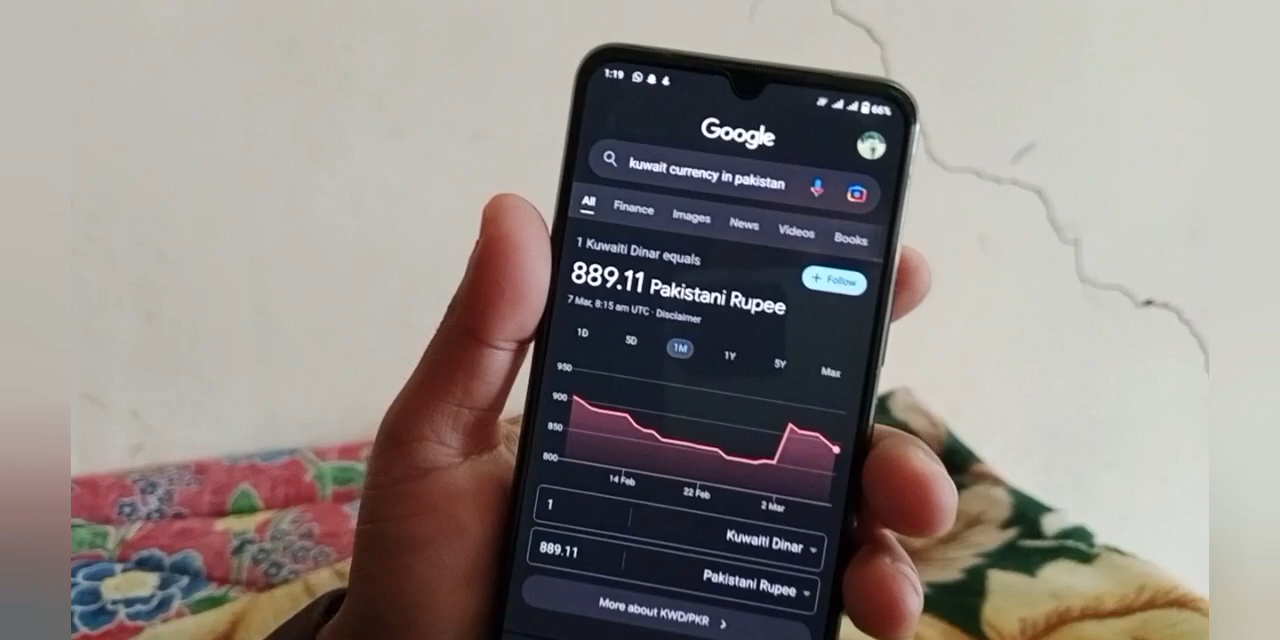 1:19
66%
Google
kuwait currency in pakistan
All Finance Images News Videos Books
1 Kuwaiti Dinar equals
889.11 Pakistani Rupee
+ Follow
7 Mar, 8:15 am UTC · Disclaimer
1D 5D 1M 1Y 5Y Max
950
900
850
800
14 Feb 22 Feb 2 Mar
1 Kuwaiti Dinar
889.11 Pakistani Rupee
More about KWD/PKR